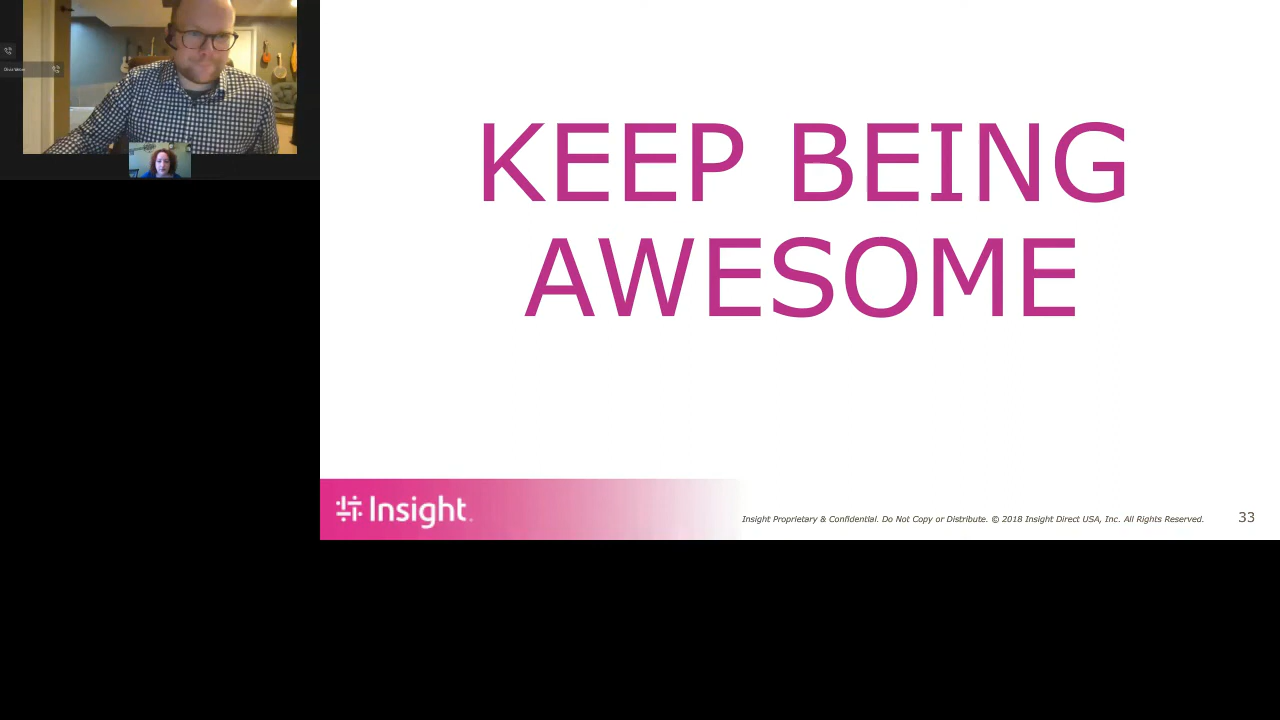 KEEP BEING
AWESOME
Insight
Insight Proprietary & Confidential. Do Not Copy or Distribute. © 2018 Insight Direct USA, Inc. All Rights Reserved.
33